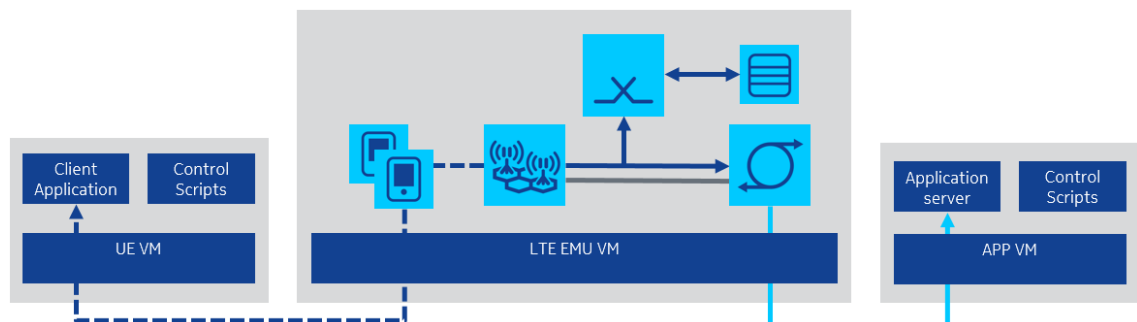 Client
Application
Control
Scripts
UE VM
LTE EMU VM
Application
server
Control
Scripts
APP VM